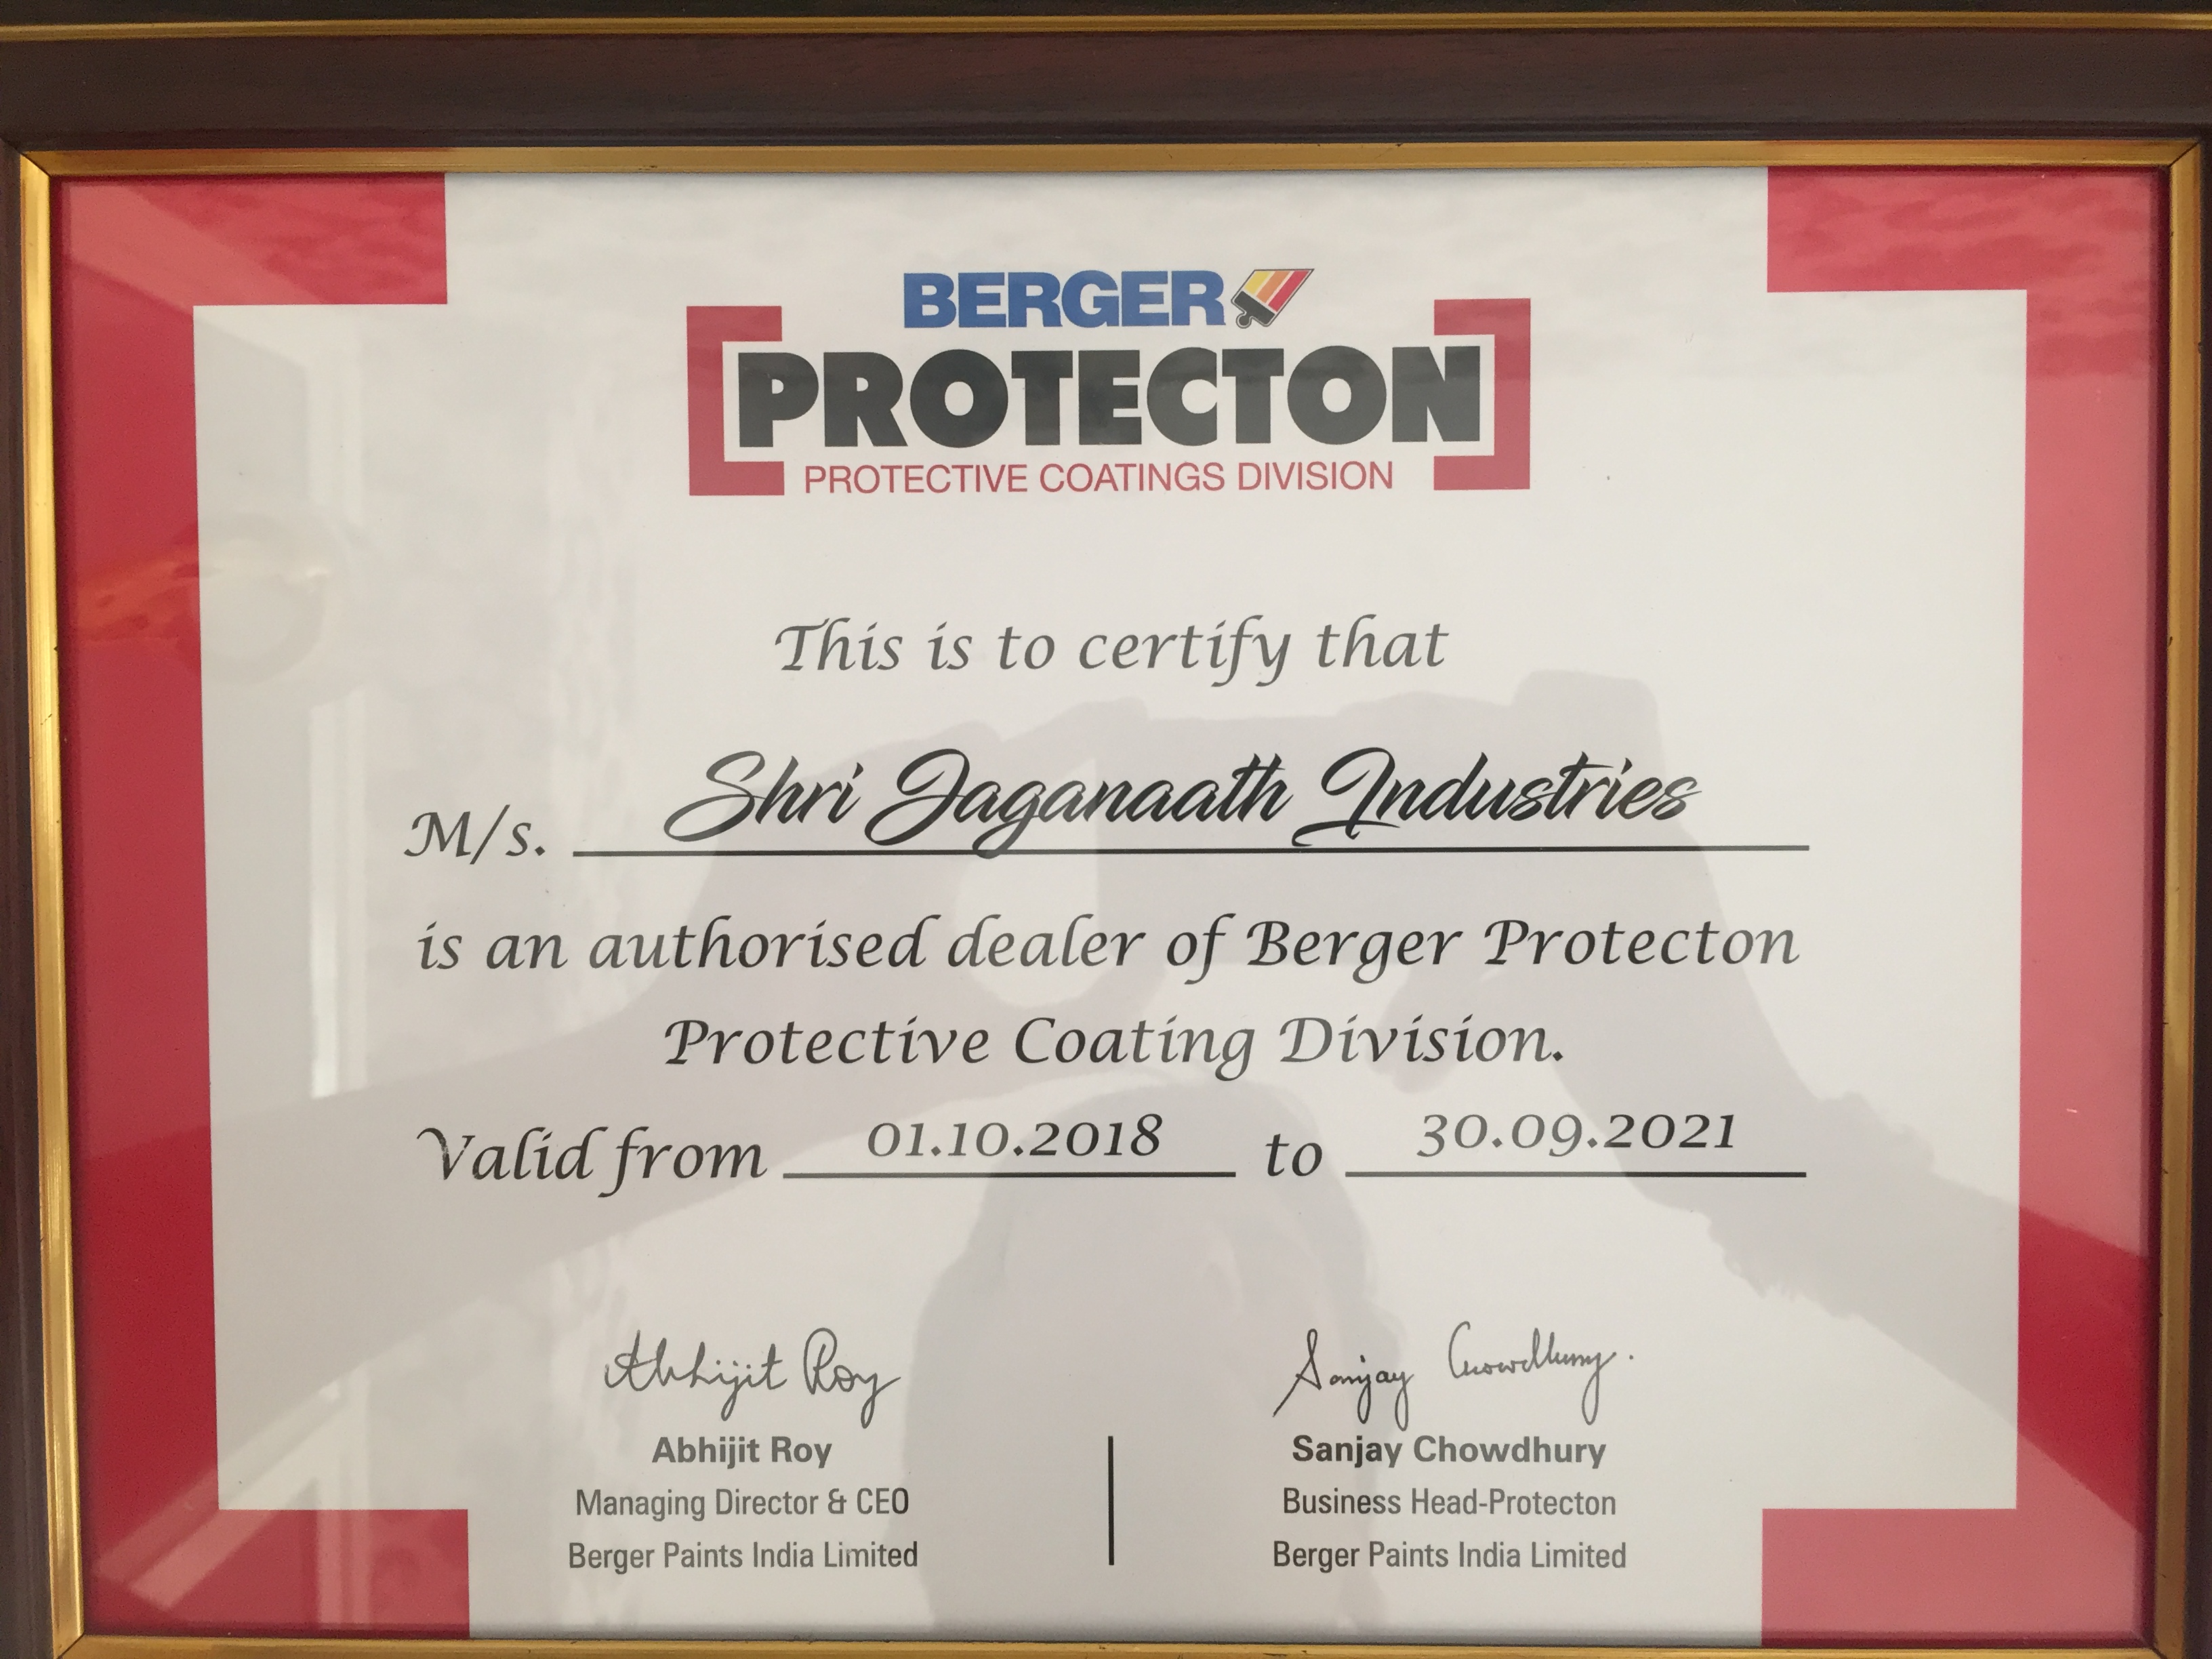 BERGER
PROTECTON
PROTECTIVE COATINGS DIVISION
This is to certify that
M/s. Shri Jaganaath Industries
is an authorised dealer of Berger Protecton
Protective Coating Division.
Valid from 01.10.2018 to 30.09.2021
Abhijit Roy
Sanjay Chowdhury.
Abhijit Roy
Managing Director & CEO
Berger Paints India Limited
Sanjay Chowdhury
Business Head-Protecton
Berger Paints India Limited